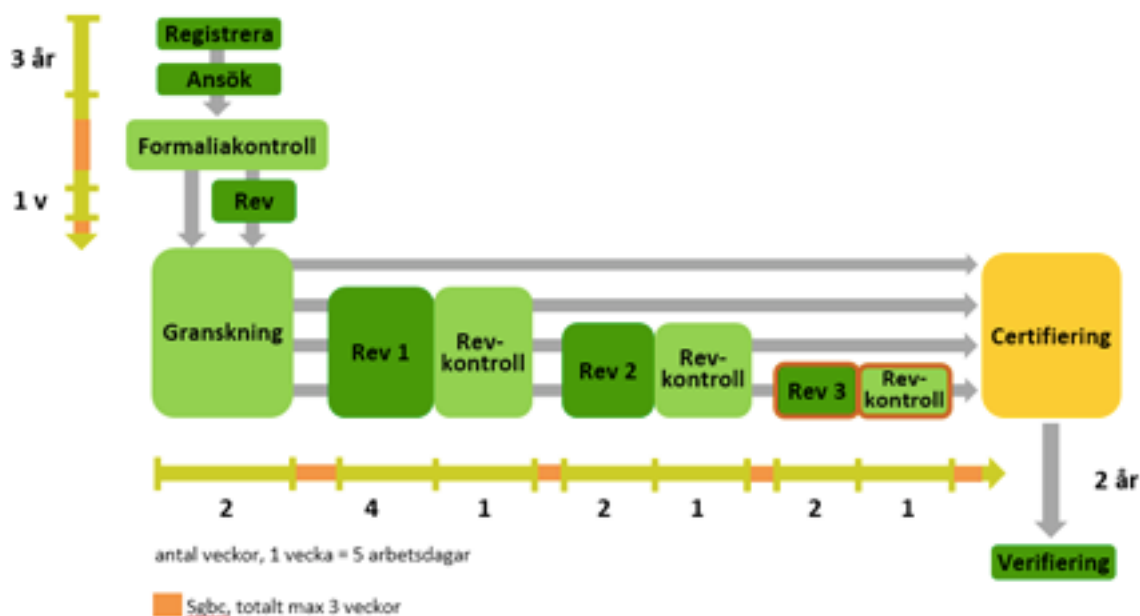 Registrera
3 år
Ansök
Formaliakontroll
1 v
Rev
Granskning
Rev 1
Rev-
kontroll
Rev 2
Rev-
kontroll
Rev 3
Rev-
kontroll
Certifiering
2 4 1 2 1 2 1
2 år
antal veckor, 1 vecka = 5 arbetsdagar
Verifiering
Sgbc, totalt max 3 veckor